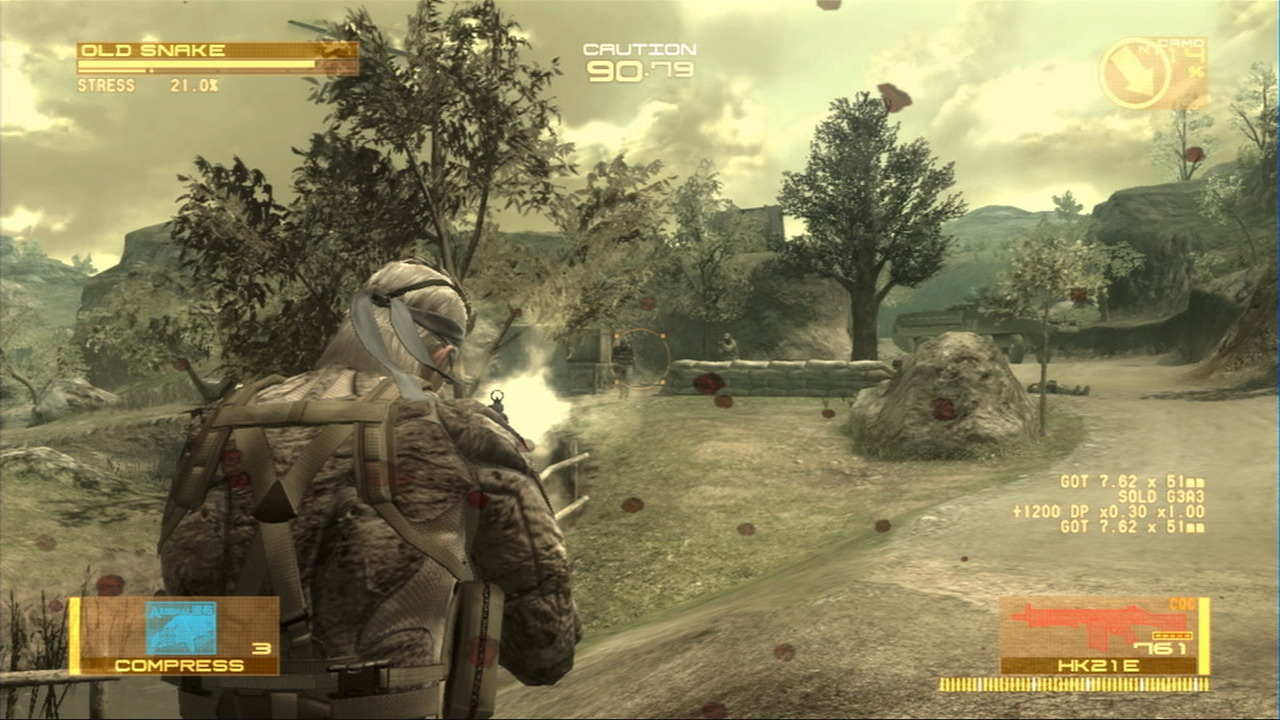 OLD SNAKE
STRESS 21.0%
CAUTION
90.79
CAMO
%
GOT 7.62 x 51mm
SOLD G3A3
+1200 DP x0.30 x1.00
GOT 7.62 x 51mm
3
COMPRESS
CQC
761
HK21E